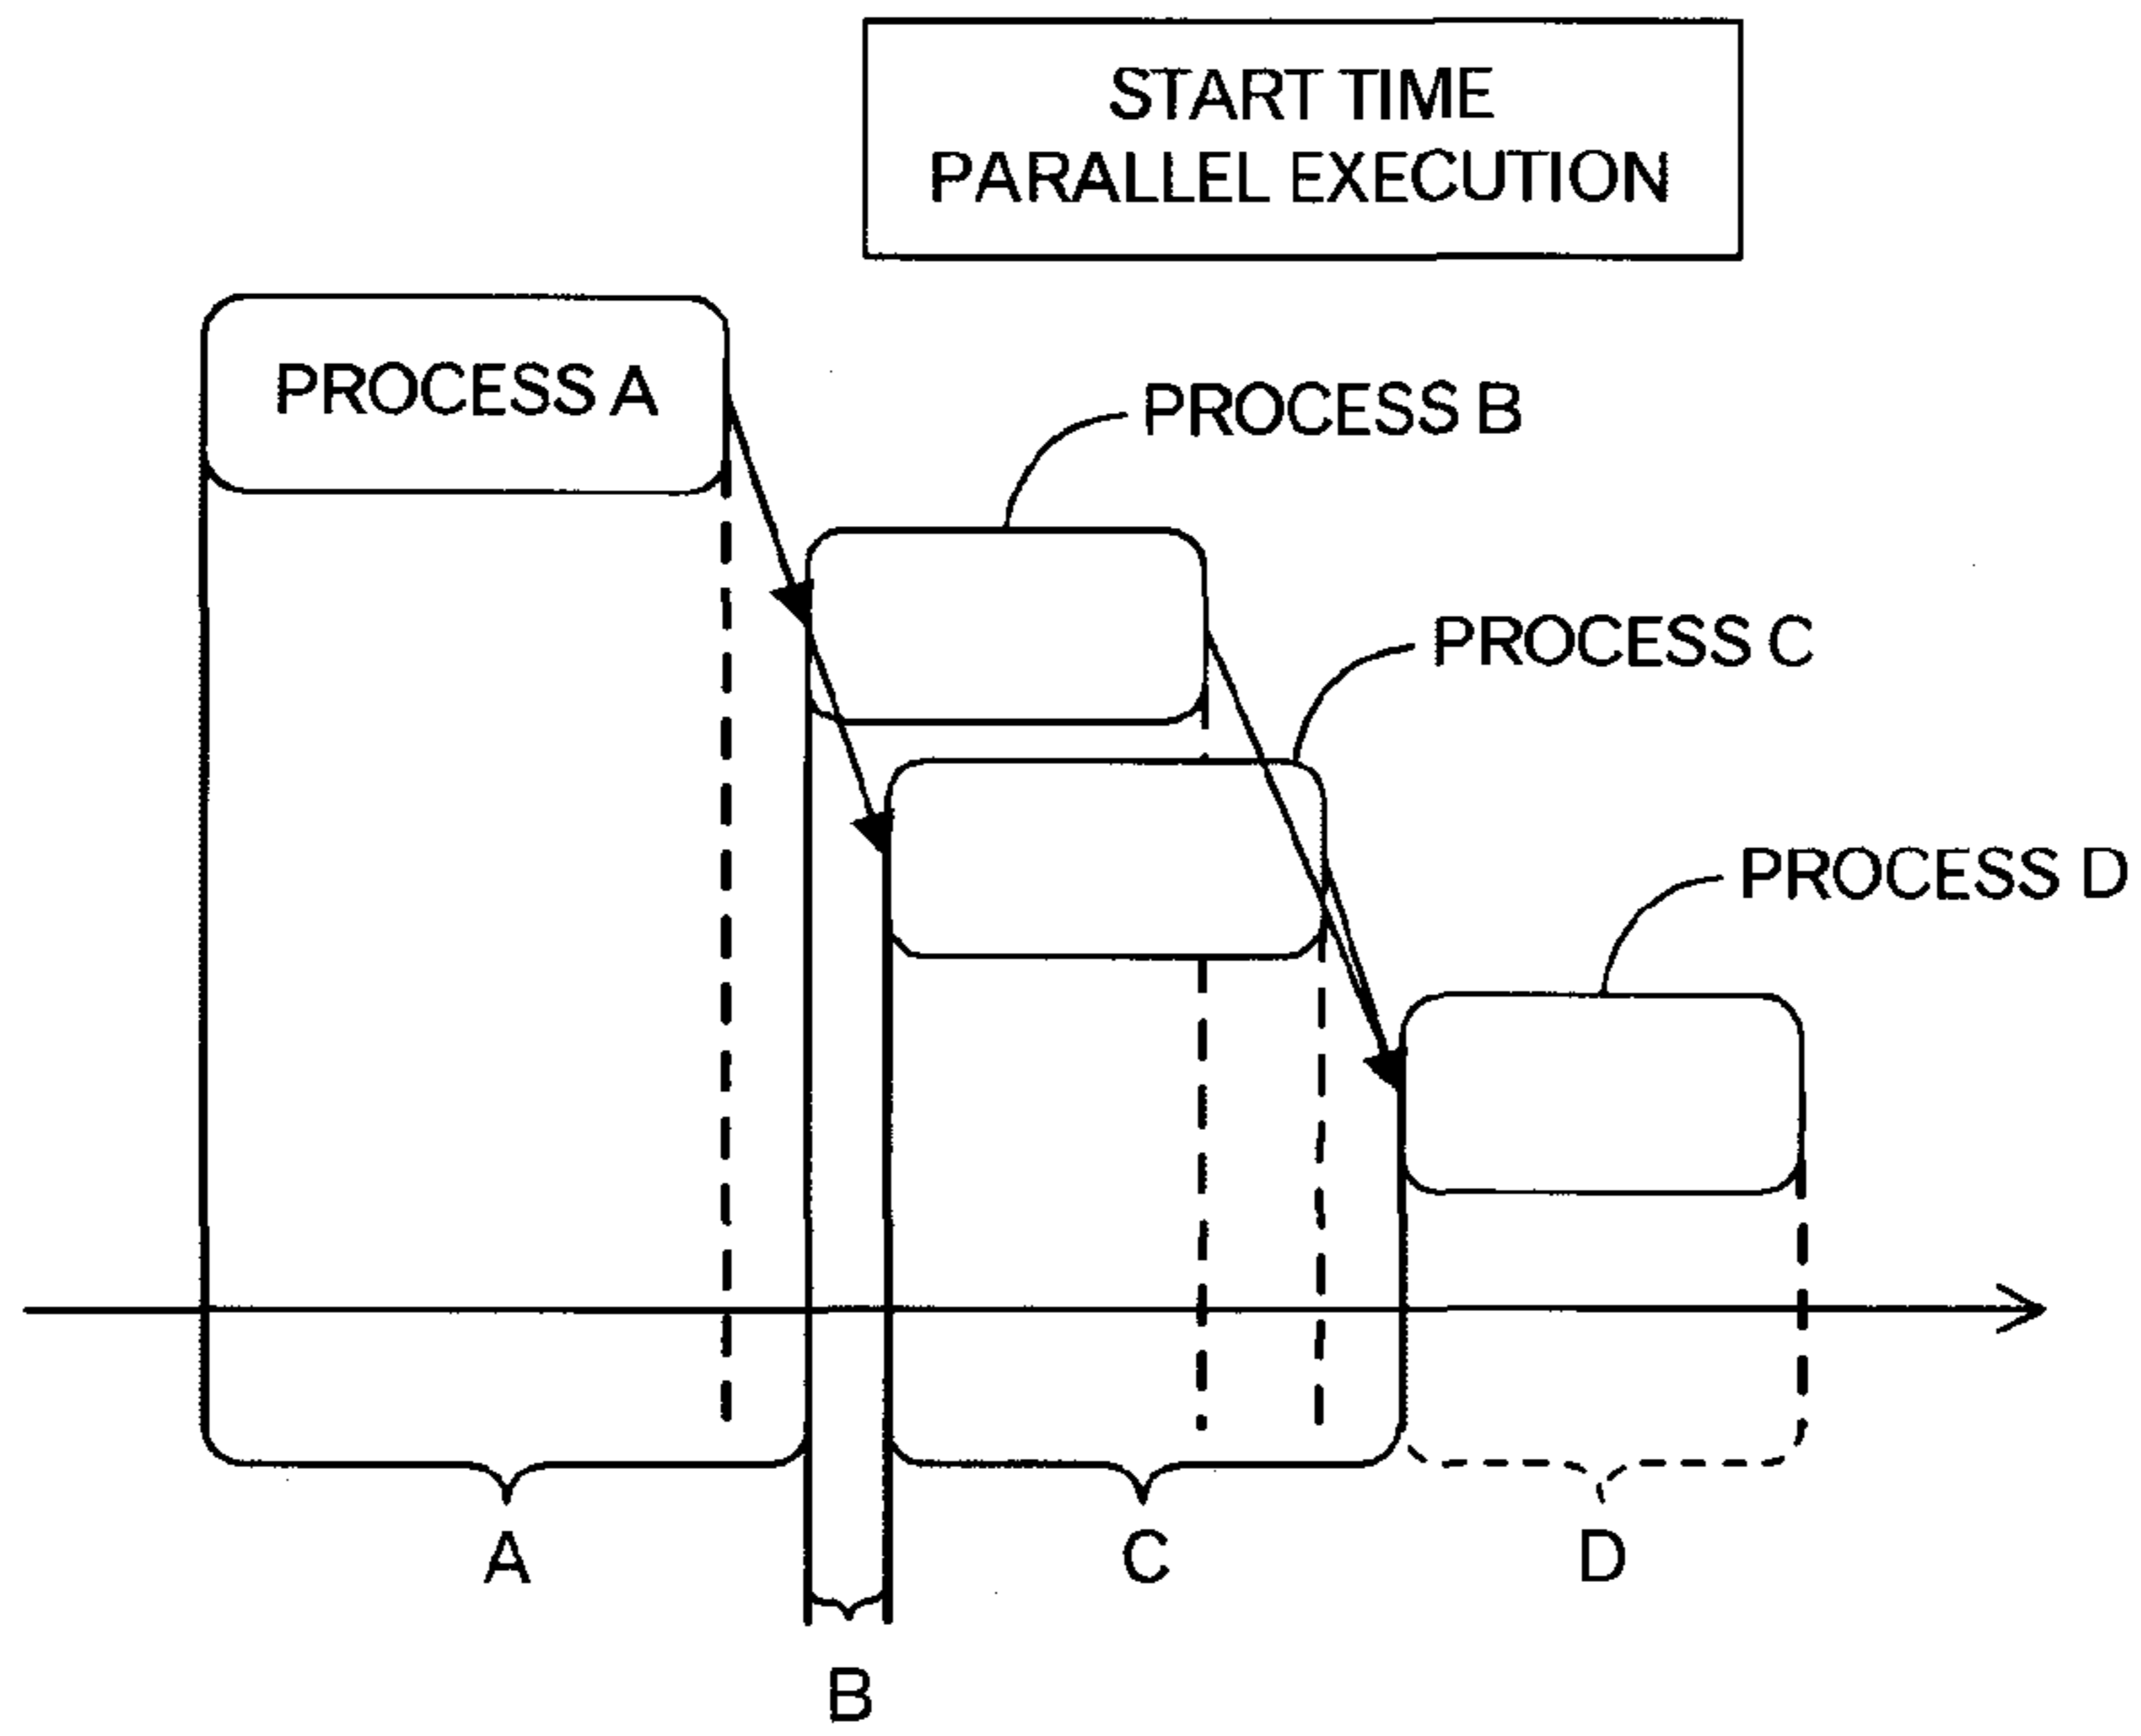 START TIME
PARALLEL EXECUTION
PROCESS A
PROCESS B
PROCESS C
PROCESS D
A
C
D
B